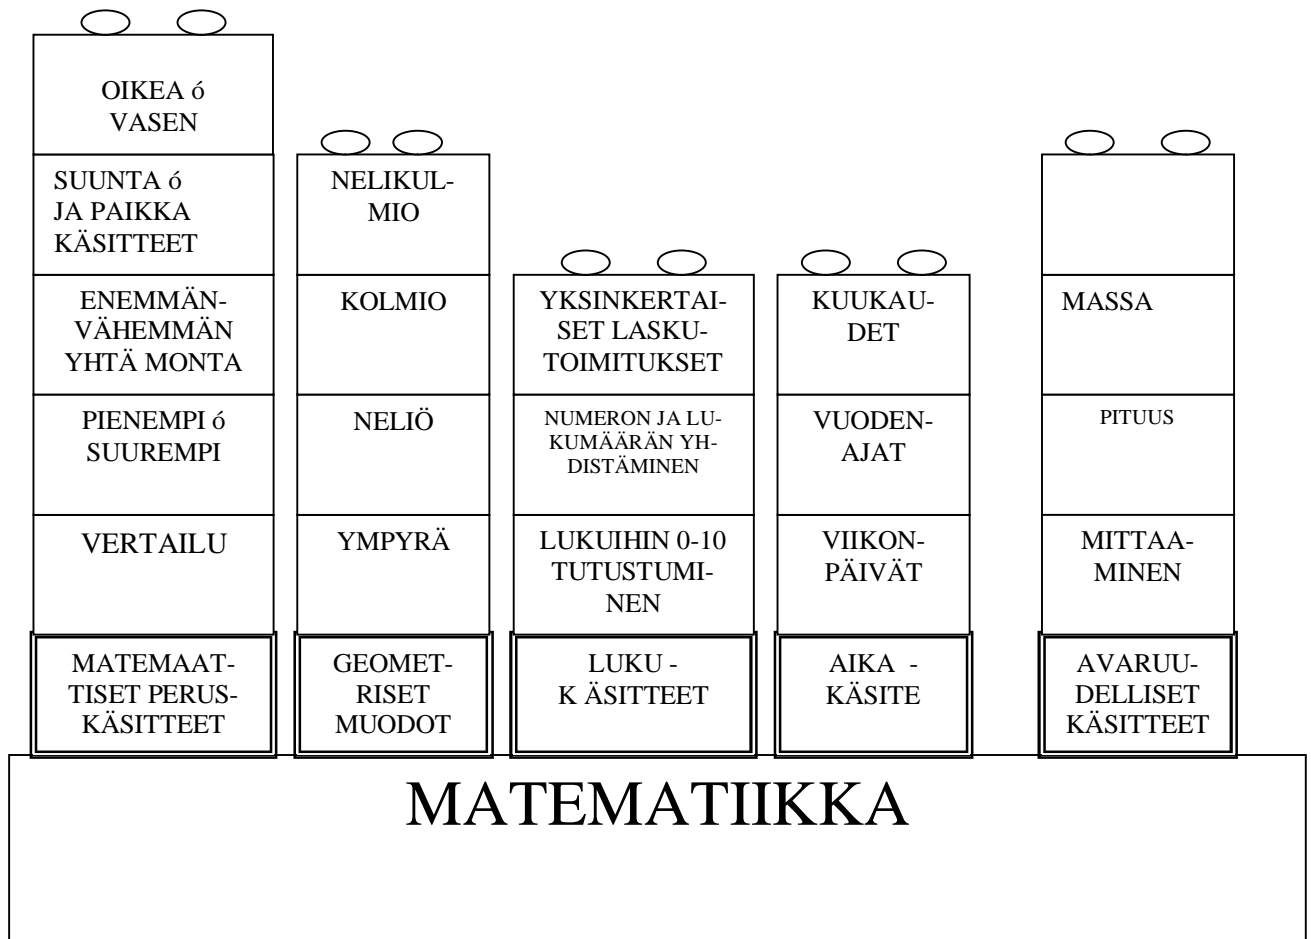 OIKEA ó
VASEN
SUUNTA ó
JA PAIKKA
KÄSITTEET
ENEMMÄN-
VÄHEMMÄN
YHTÄ MONTA
PIENEMPI ó
SUUREMPI
VERTAILU
MATEMAAT-
TISET PERUS-
KÄSITTEET
NELIKUL-
MIO
KOLMIO
NELIÖ
YMPYRÄ
GEOMET-
RISET
MUODOT
YKSINKERTAI-
SET LASKU-
TOIMITUKSET
NUMERON JA LU-
KUMÄÄRÄN YH-
DISTÄMINEN
LUKUIHIN 0-10
TUTUSTUMI-
NEN
LUKU -
K ÄSITTEET
KUUKAU-
DET
VUODEN-
AJAT
VIIKON-
PÄIVÄT
AIKA -
KÄSITE
MASSA
PITUUS
MITTAA-
MINEN
AVARUU-
DELLISET
KÄSITTEET
MATEMATIIKKA